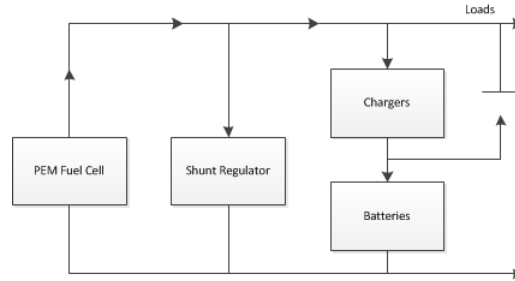 Loads
Chargers
PEM Fuel Cell
Shunt Regulator
Batteries